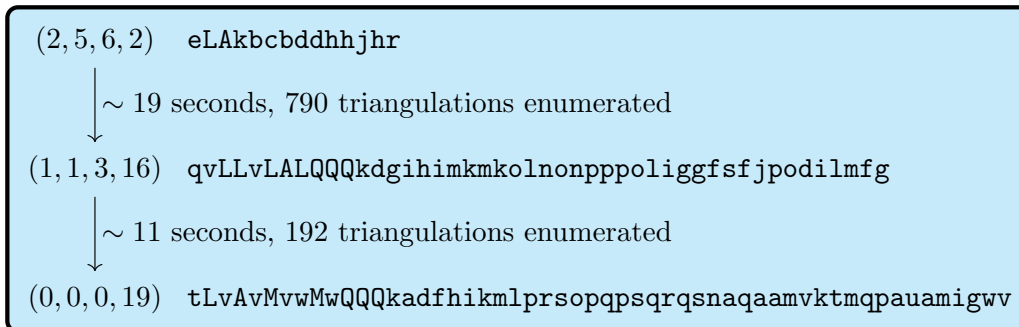 (2, 5, 6, 2) eLAkbcbddhhjhr
∼ 19 seconds, 790 triangulations enumerated
(1, 1, 3, 16) qvLLvLALQQQkdgihimkmkolnonpppoliggfsfjpodilmfg
∼ 11 seconds, 192 triangulations enumerated
(0, 0, 0, 19) tLvAvMvwMwQQQkadfhikmlprsopqpsqrqsnaqaamvktmqpauamigwv